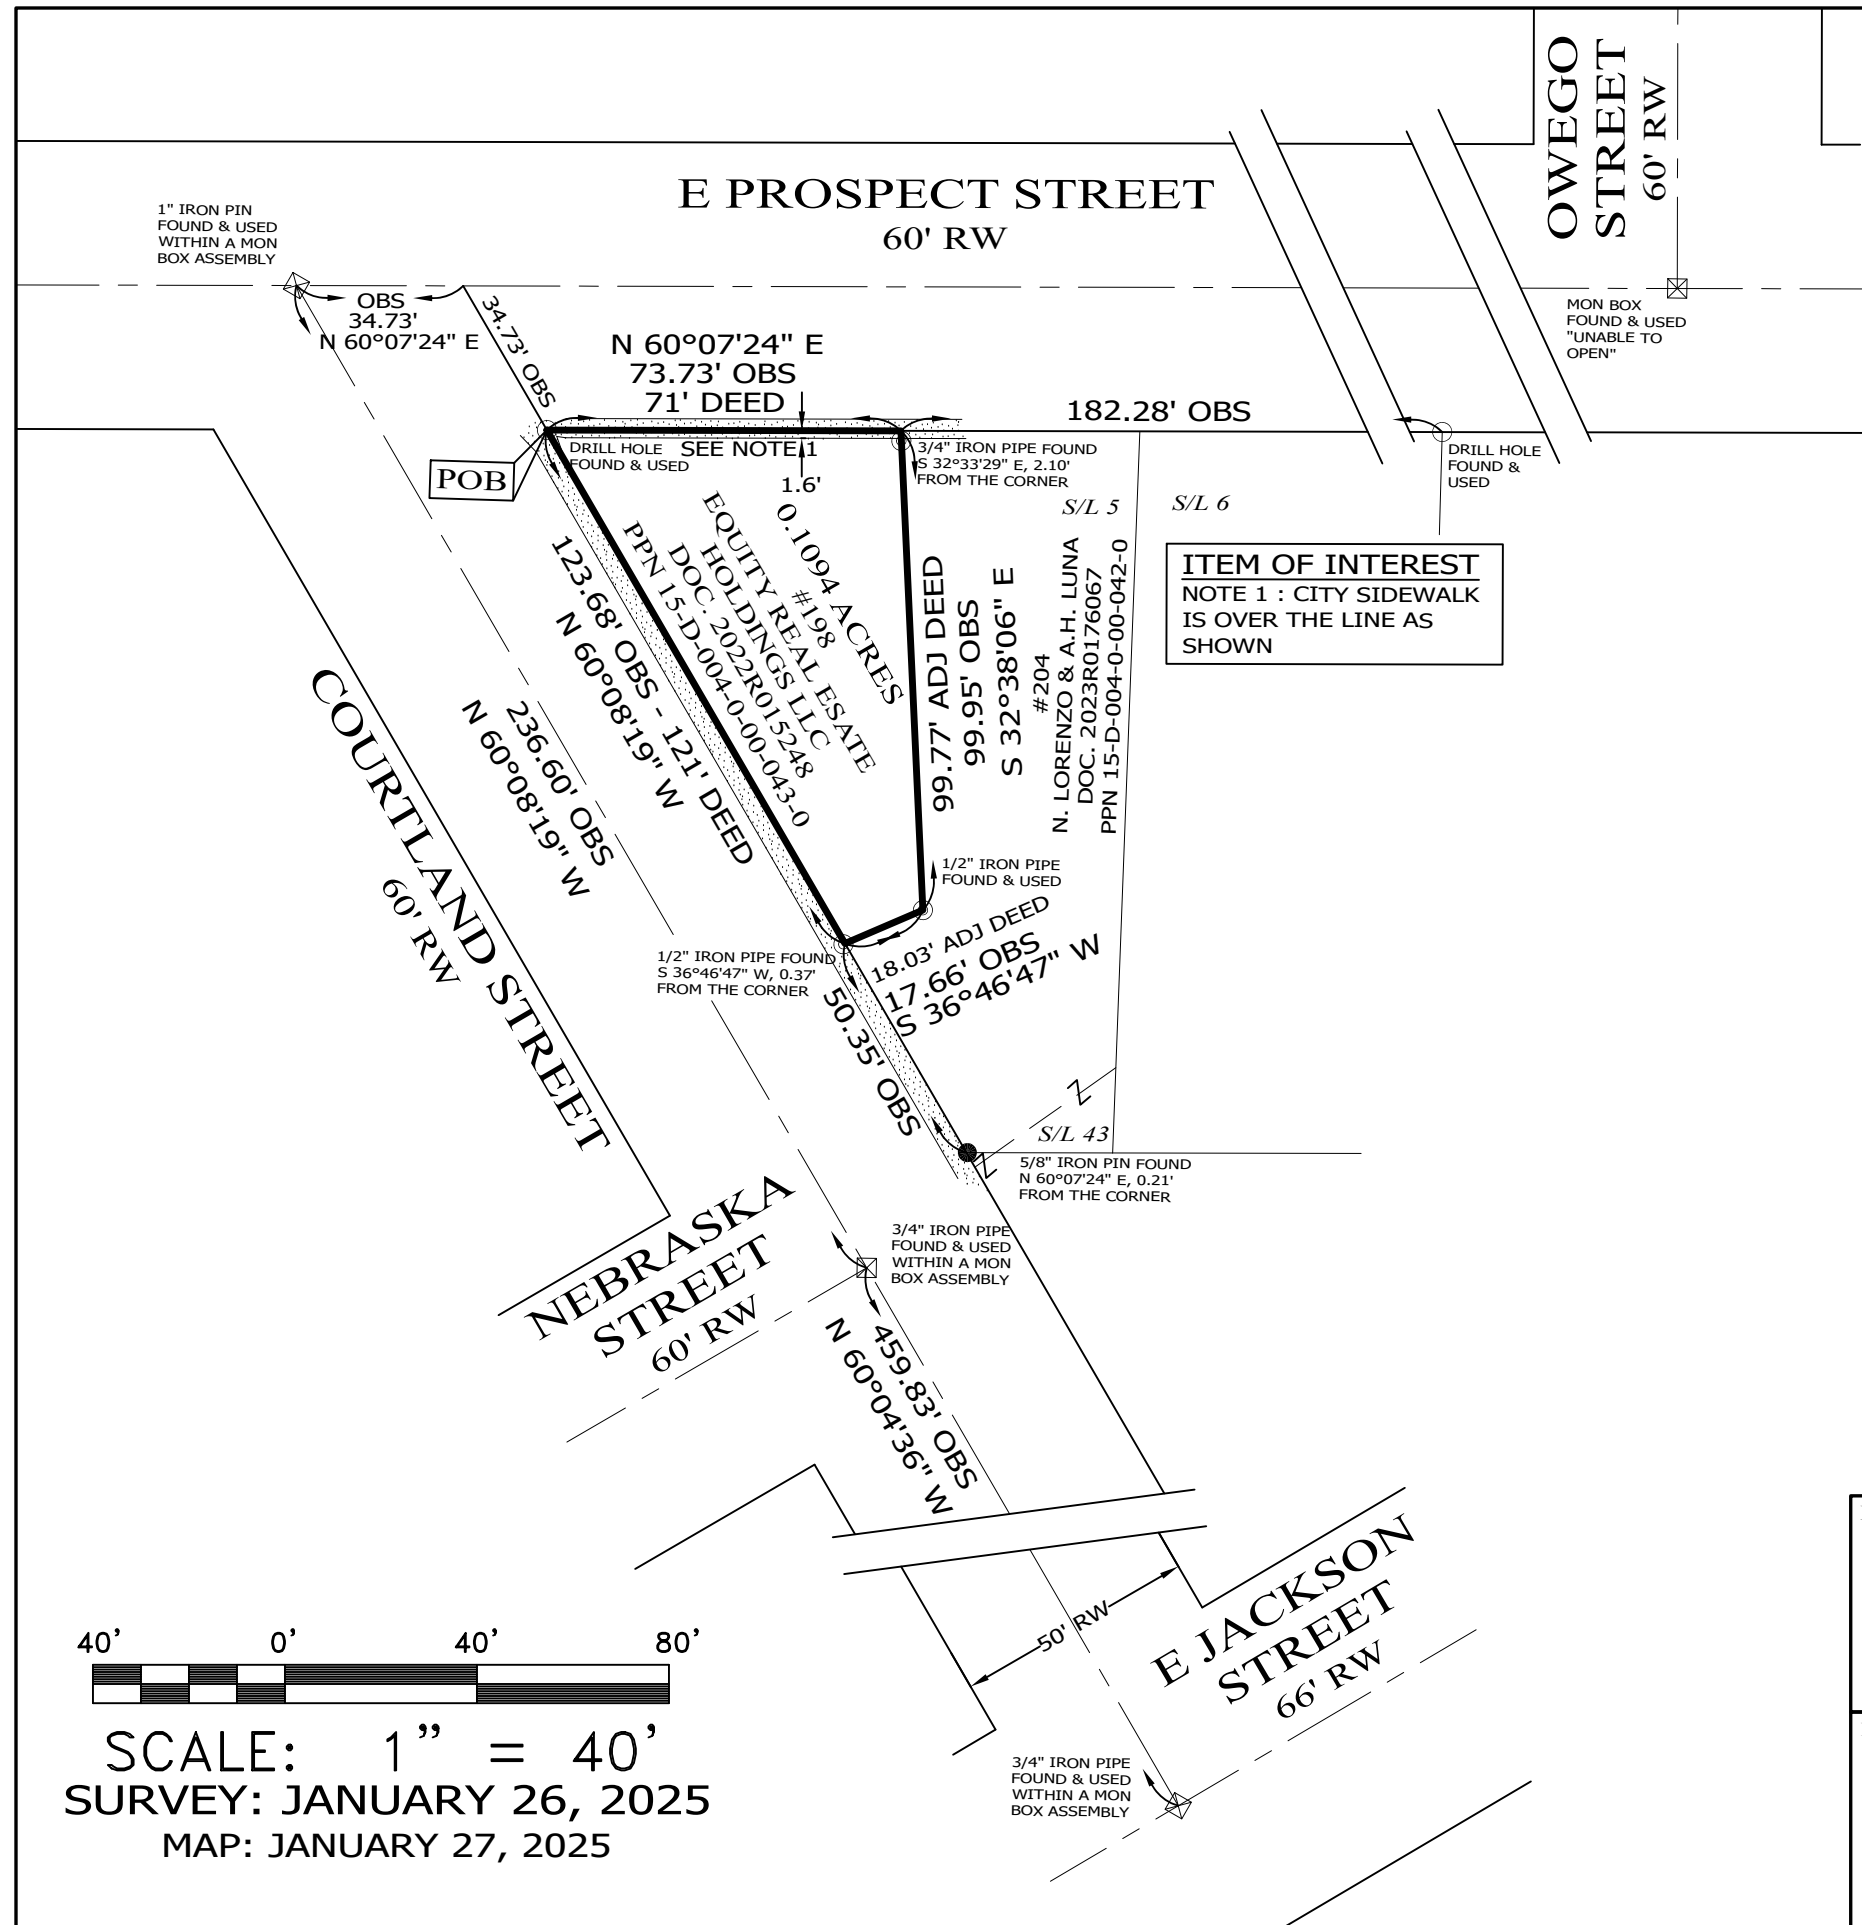 OWEGO
STREET
60' RW
E PROSPECT STREET
60' RW
1" IRON PIN
FOUND & USED
WITHIN A MON
BOX ASSEMBLY
OBS
34.73'
N 60°07'24" E
34.73' OBS
N 60°07'24" E
73.73' OBS
71' DEED
182.28' OBS
MON BOX
FOUND & USED
"UNABLE TO
OPEN"
DRILL HOLE
FOUND & USED
SEE NOTE 1
1.6'
3/4" IRON PIPE FOUND
S 32°33'29" E, 2.10'
FROM THE CORNER
DRILL HOLE
FOUND &
USED
POB
S/L 5
S/L 6
ITEM OF INTEREST
NOTE 1 : CITY SIDEWALK
IS OVER THE LINE AS
SHOWN
0.1094 ACRES
#198
EQUITY REAL ESATE
HOLDINGS LLC
DOC. 2022R015248
PPN 15-D-004-0-00-043-0
123.68' OBS - 121' DEED
N 60°08'19" W
99.77' ADJ DEED
99.95' OBS
S 32°38'06" E
#204
N. LORENZO & A.H. LUNA
DOC. 2023R0176067
PPN 15-D-004-0-00-042-0
236.60' OBS
N 60°08'19" W
COURTLAND STREET
60' RW
1/2" IRON PIPE
FOUND & USED
1/2" IRON PIPE FOUND
S 36°46'47" W, 0.37'
FROM THE CORNER
18.03' ADJ DEED
17.66' OBS
S 36°46'47" W
50.35' OBS
Z
Z
S/L 43
5/8" IRON PIN FOUND
N 60°07'24" E, 0.21'
FROM THE CORNER
NEBRASKA
STREET
60' RW
3/4" IRON PIPE
FOUND & USED
WITHIN A MON
BOX ASSEMBLY
459.83' OBS
N 60°04'36" W
50' RW
E JACKSON
STREET
66' RW
3/4" IRON PIPE
FOUND & USED
WITHIN A MON
BOX ASSEMBLY
40' 0' 40' 80'
SCALE: 1" = 40'
SURVEY: JANUARY 26, 2025
MAP: JANUARY 27, 2025